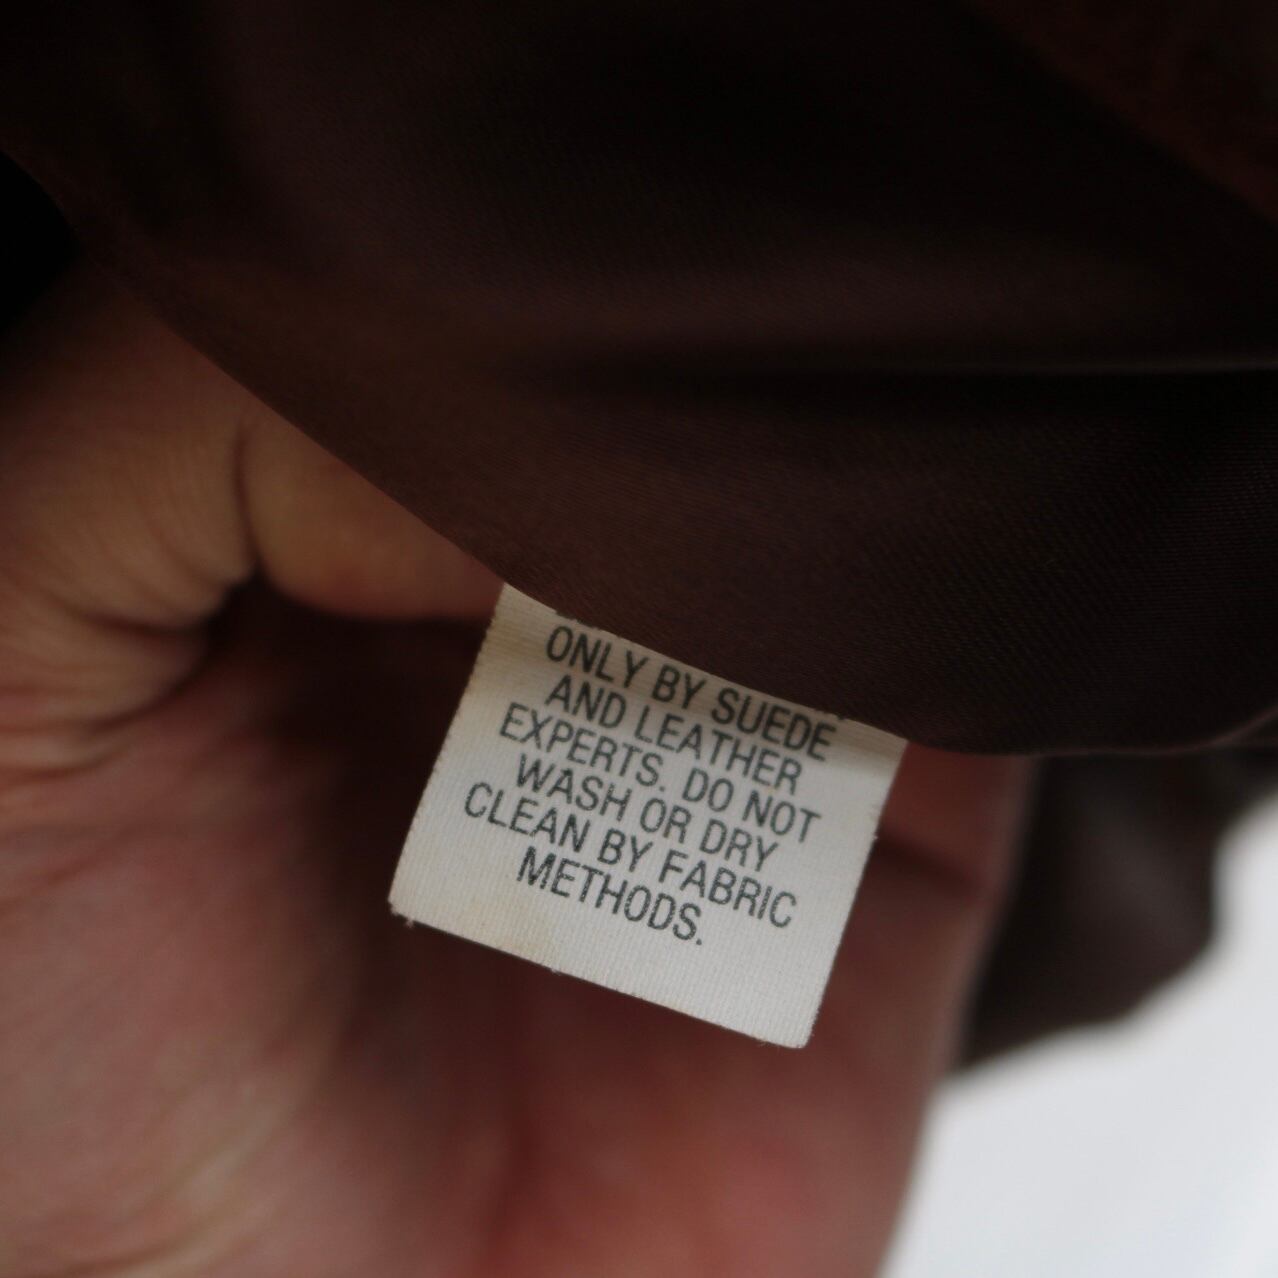 ONLY BY SUEDE
AND LEATHER
EXPERTS. DO NOT
WASH OR DRY
CLEAN BY FABRIC
METHODS.